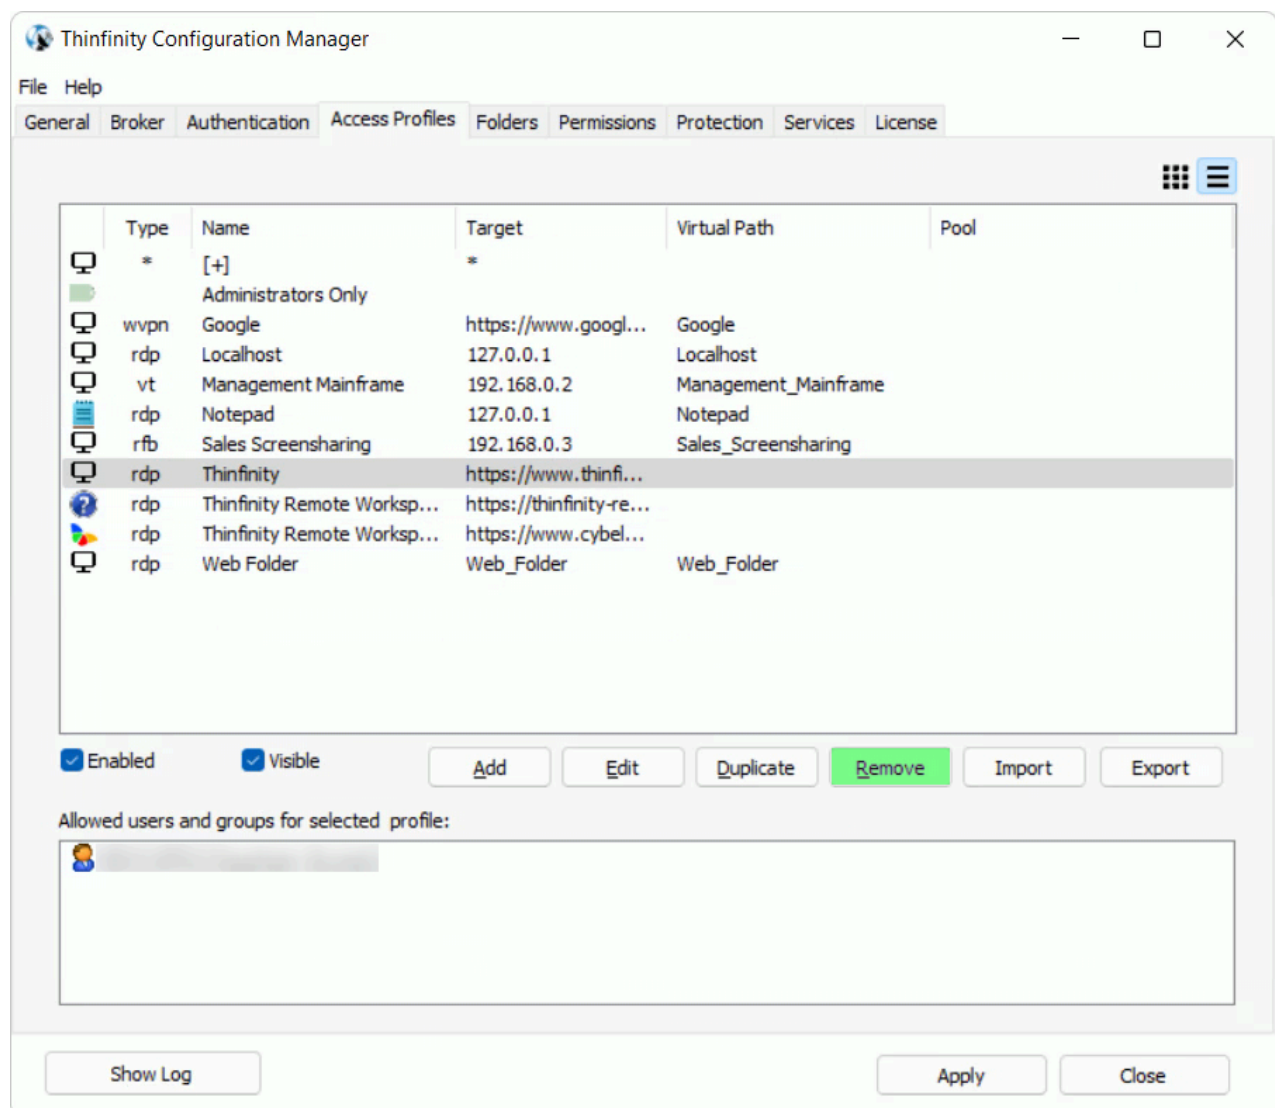 Thinfinity Configuration Manager
File Help
General Broker Authentication Access Profiles Folders Permissions Protection Services License
Type Name Target Virtual Path Pool
* [+] *
Administrators Only
wvpn Google https://www.googl... Google
rdp Localhost 127.0.0.1 Localhost
vt Management Mainframe 192.168.0.2 Management_Mainframe
rdp Notepad 127.0.0.1 Notepad
rfb Sales Screensharing 192.168.0.3 Sales_Screensharing
rdp Thinfinity https://www.thinfi...
rdp Thinfinity Remote Worksp... https://thinfinity-re...
rdp Thinfinity Remote Worksp... https://www.cybel...
rdp Web Folder Web_Folder Web_Folder
Enabled Visible Add Edit Duplicate Remove Import Export
Allowed users and groups for selected profile:
Show Log Apply Close